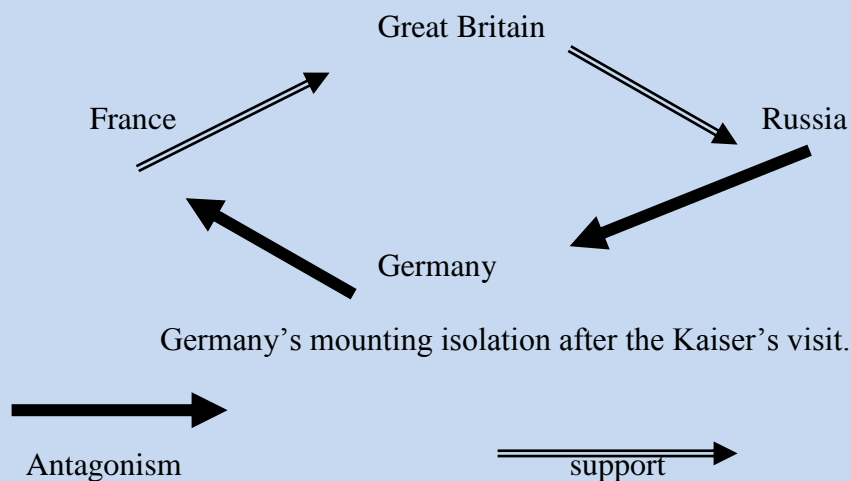 Great Britain
France
Russia
Germany
Germany’s mounting isolation after the Kaiser’s visit.
Antagonism
support